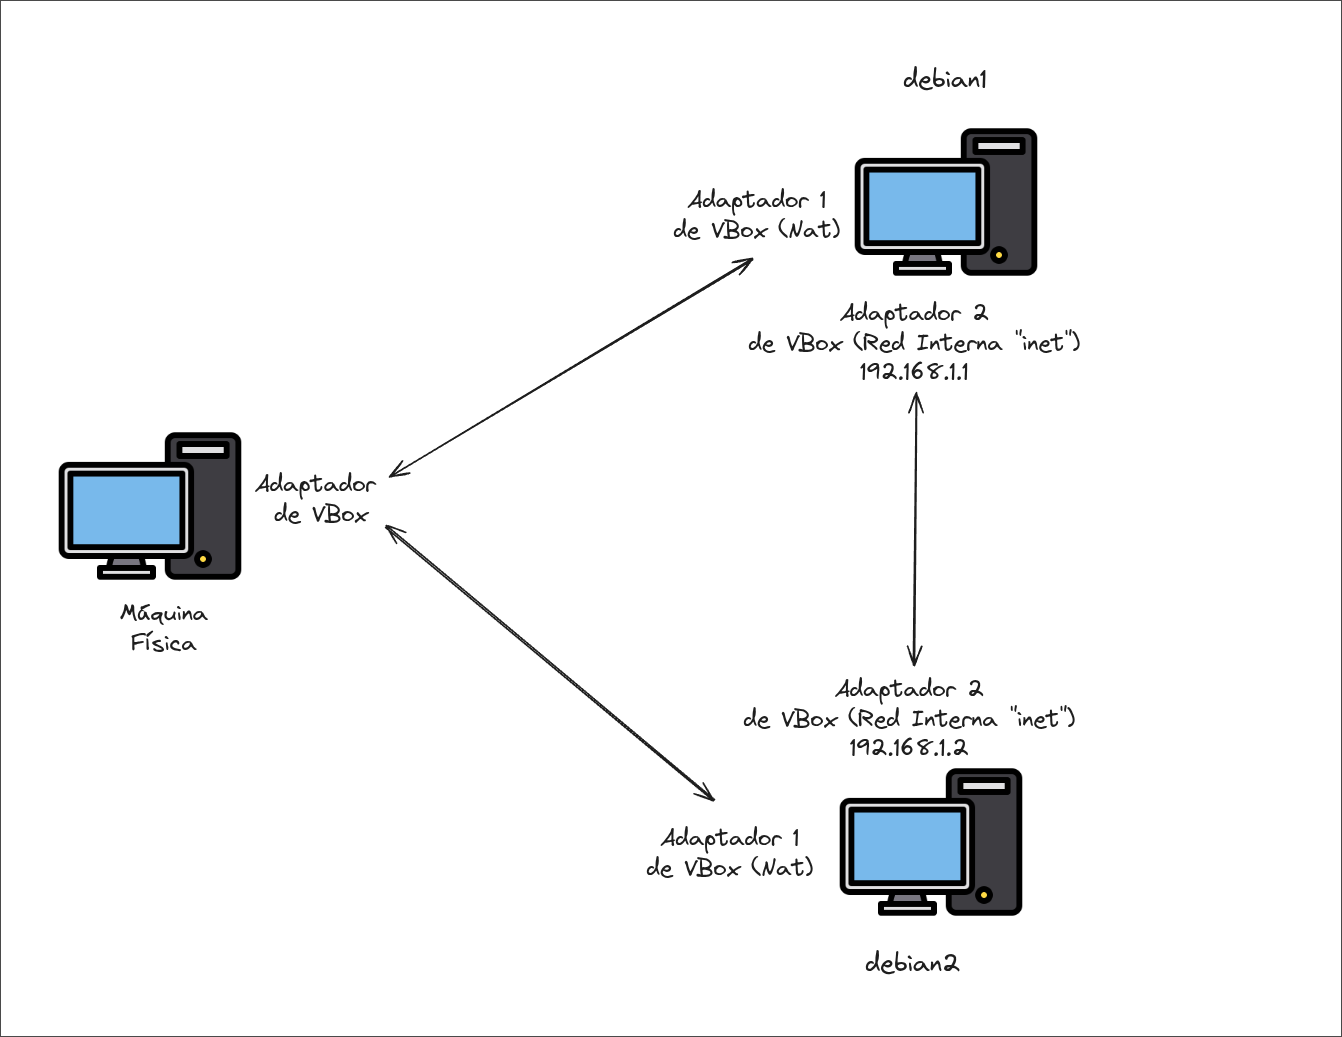 debian1
Adaptador 1
de VBox (Nat)
Adaptador 2
de VBox (Red Interna "inet")
192.168.1.1
Adaptador
de VBox
Máquina
Física
Adaptador 2
de VBox (Red Interna "inet")
192.168.1.2
Adaptador 1
de VBox (Nat)
debian2